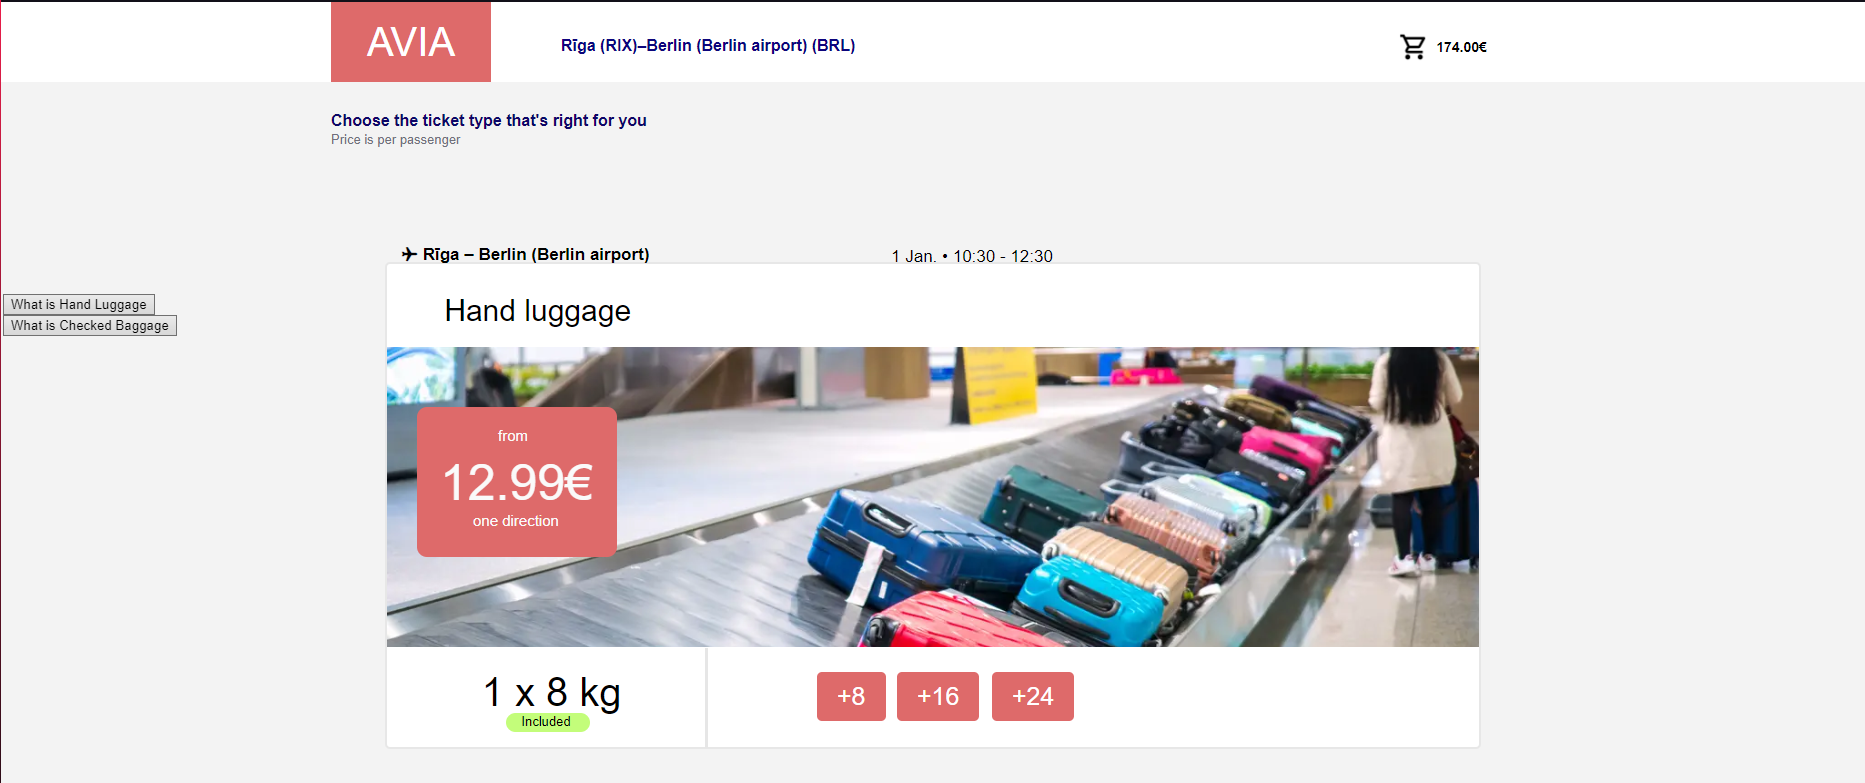 AVIA
Rīga (RIX)–Berlin (Berlin airport) (BRL)
174.00€
Choose the ticket type that's right for you
Price is per passenger
Rīga – Berlin (Berlin airport)
1 Jan. • 10:30 - 12:30
What is Hand Luggage
What is Checked Baggage
Hand luggage
from
12.99€
one direction
1 x 8 kg
Included
+8
+16
+24